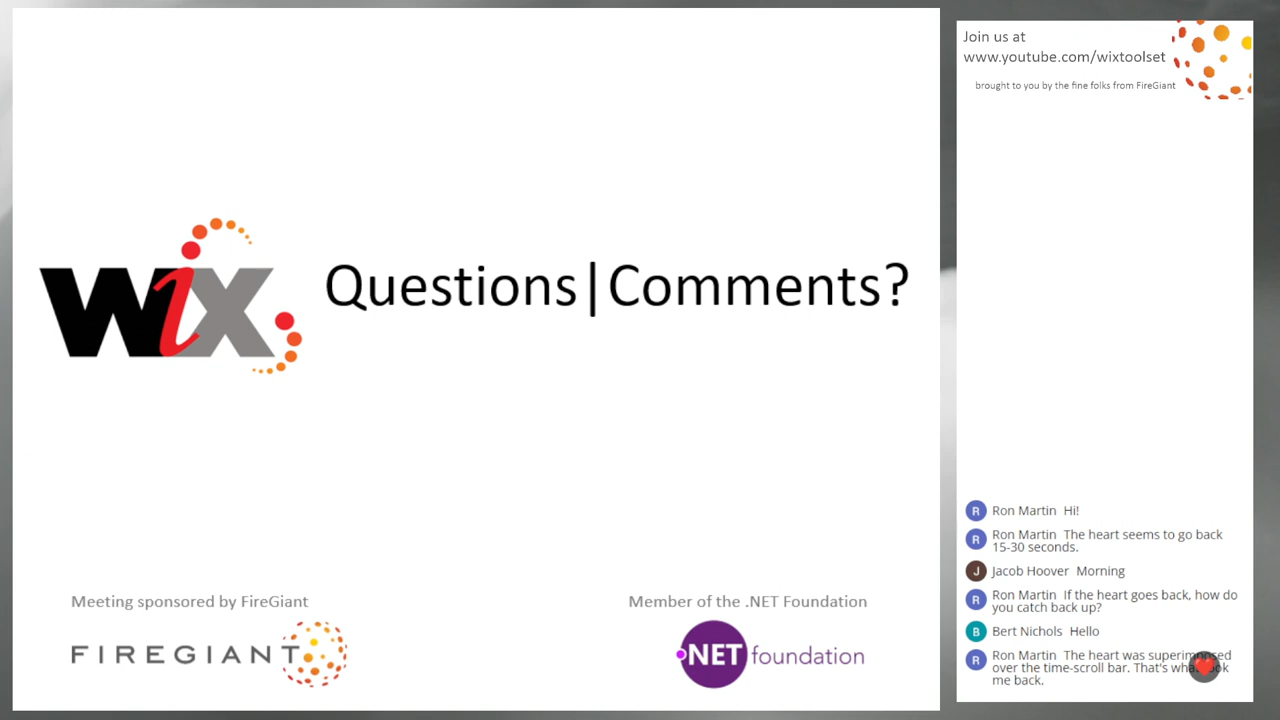 WiX
Questions|Comments?
Meeting sponsored by FireGiant
FIREGIANT
Member of the .NET Foundation
.NET foundation
Join us at
www.youtube.com/wixtoolset
brought to you by the fine folks from FireGiant
R Ron Martin Hi!
R Ron Martin The heart seems to go back
15-30 seconds.
J Jacob Hoover Morning
R Ron Martin If the heart goes back, how do
you catch back up?
B Bert Nichols Hello
R Ron Martin The heart was superimposed
over the time-scroll bar. That's what took
me back.